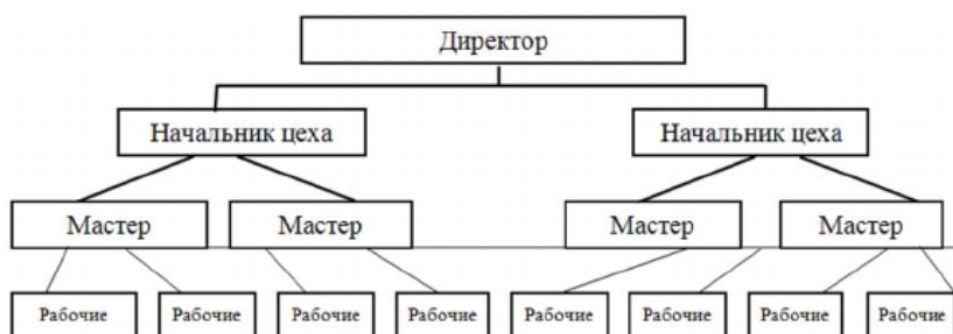 Директор
Начальник цеха
Начальник цеха
Мастер
Мастер
Мастер
Мастер
Рабочие
Рабочие
Рабочие
Рабочие
Рабочие
Рабочие
Рабочие
Рабочие